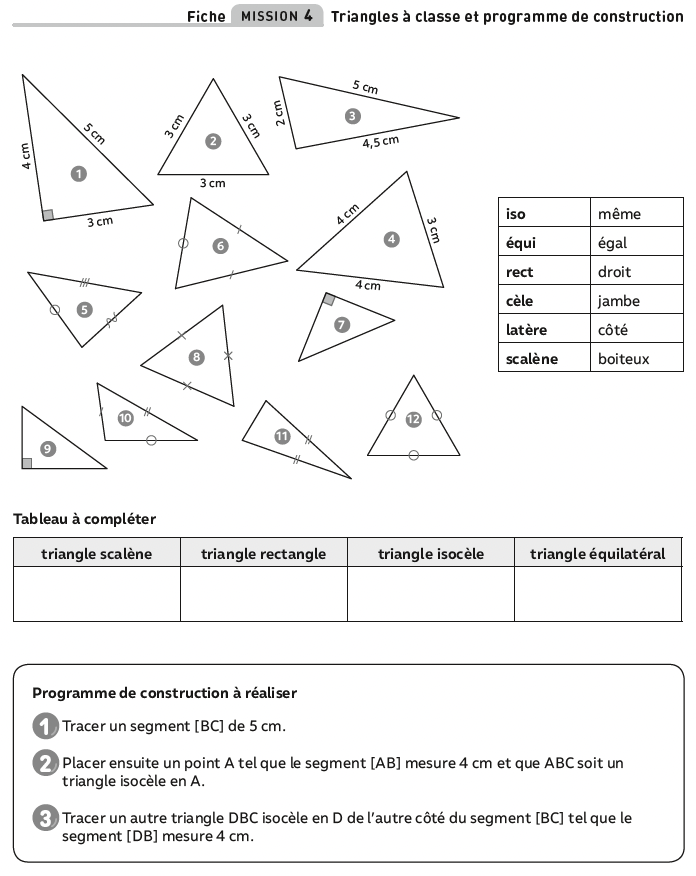 Fiche MISSION 4 Triangles à classe et programme de construction
5 cm
4 cm
1
3 cm
3 cm
3 cm
2
3 cm
5 cm
2 cm
3
4,5 cm
4 cm
3 cm
4
4 cm
6
5
7
8
10
9
11
12
iso même
équi égal
rect droit
cèle jambe
latère côté
scalène boiteux
Tableau à compléter
triangle scalène triangle rectangle triangle isocèle triangle équilatéral
Programme de construction à réaliser
1 Tracer un segment [BC] de 5 cm.
2 Placer ensuite un point A tel que le segment [AB] mesure 4 cm et que ABC soit un
triangle isocèle en A.
3 Tracer un autre triangle DBC isocèle en D de l'autre côté du segment [BC] tel que le
segment [DB] mesure 4 cm.